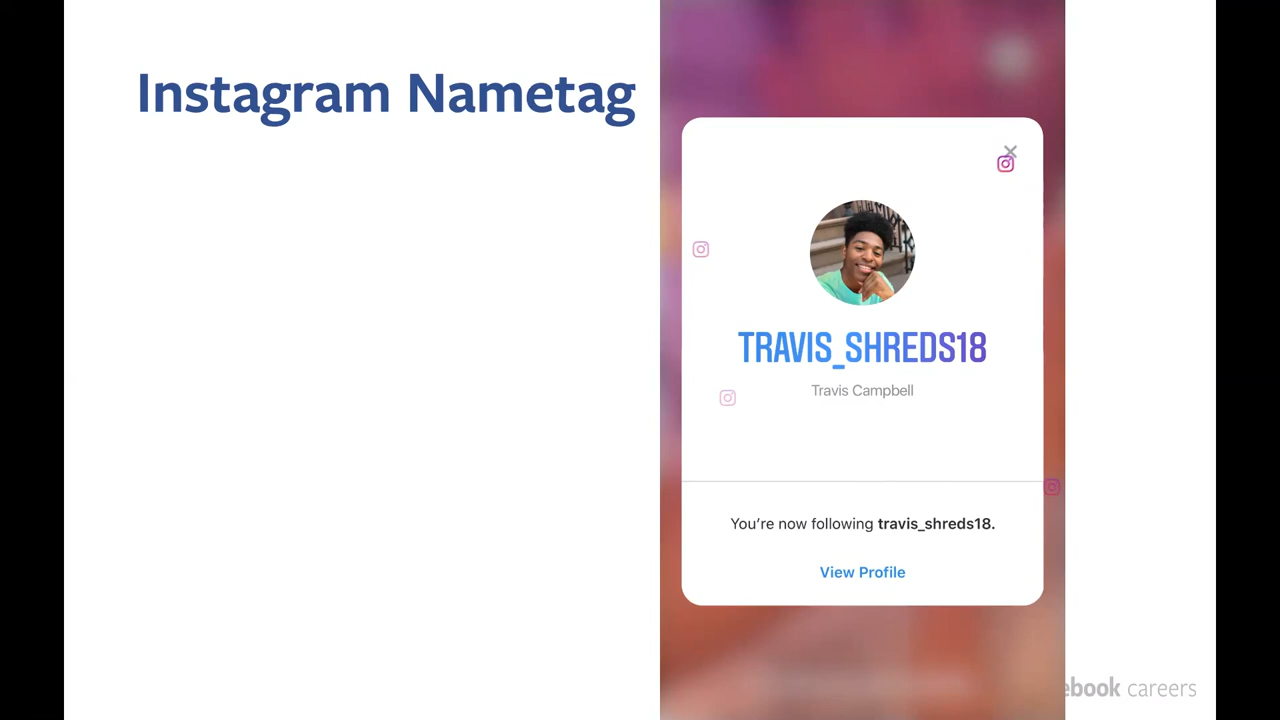 Instagram Nametag
TRAVIS_SHREDS18
Travis Campbell
You’re now following travis_shreds18.
View Profile
ebook careers